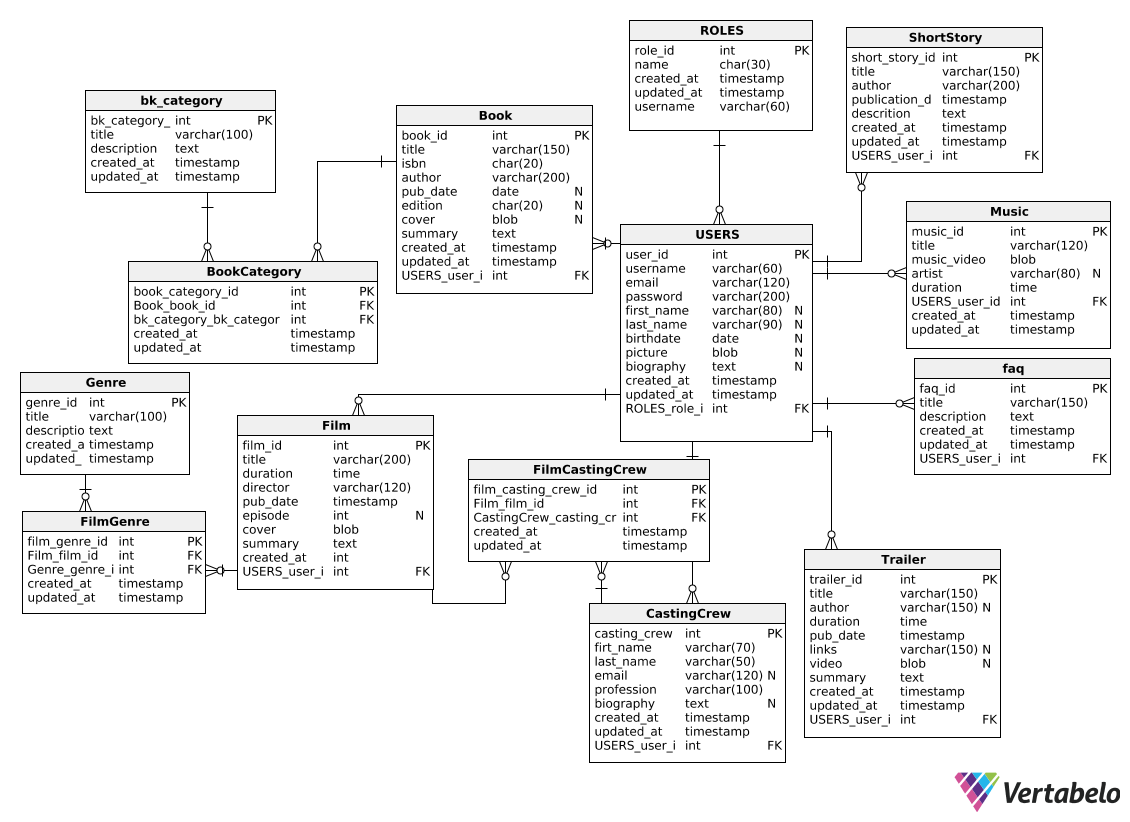 ROLES
role_id int PK
name char(30)
created_at timestamp
updated_at timestamp
username varchar(60)
ShortStory
short_story_id int PK
title varchar(150)
author varchar(200)
publication_d timestamp
descrition text
created_at timestamp
updated_at timestamp
USERS_user_i int FK
bk_category
bk_category_ int PK
title varchar(100)
description text
created_at timestamp
updated_at timestamp
Book
book_id int PK
title varchar(150)
isbn char(20)
author varchar(200)
pub_date date N
edition char(20) N
cover blob N
summary text
created_at timestamp
updated_at timestamp
USERS_user_i int FK
Music
music_id int PK
title varchar(120)
music_video blob
artist varchar(80) N
duration time
USERS_user_id int FK
created_at timestamp
updated_at timestamp
USERS
user_id int PK
username varchar(60)
email varchar(120)
password varchar(200)
first_name varchar(80) N
last_name varchar(90) N
birthdate date N
picture blob N
biography text N
created_at timestamp
updated_at timestamp
ROLES_role_i int FK
BookCategory
book_category_id int PK
Book_book_id int FK
bk_category_bk_categor int FK
created_at timestamp
updated_at timestamp
faq
faq_id int PK
title varchar(150)
description text
created_at timestamp
updated_at timestamp
USERS_user_i int FK
Genre
genre_id int PK
title varchar(100)
descriptio text
created_a timestamp
updated_ timestamp
Film
film_id int PK
title varchar(200)
duration time
director varchar(120)
pub_date timestamp
episode int N
cover blob
summary text
created_at int
USERS_user_i int FK
FilmCastingCrew
film_casting_crew_id int PK
Film_film_id int FK
CastingCrew_casting_cr int FK
created_at timestamp
updated_at timestamp
FilmGenre
film_genre_id int PK
Film_film_id int FK
Genre_genre_i int FK
created_at timestamp
updated_at timestamp
Trailer
trailer_id int PK
title varchar(150)
author varchar(150) N
duration time
pub_date timestamp
links varchar(150) N
video blob N
summary text
created_at timestamp
updated_at timestamp
USERS_user_i int FK
CastingCrew
casting_crew int PK
firt_name varchar(70)
last_name varchar(50)
email varchar(120) N
profession varchar(100)
biography text N
created_at timestamp
updated_at timestamp
USERS_user_i int FK
Vertabelo